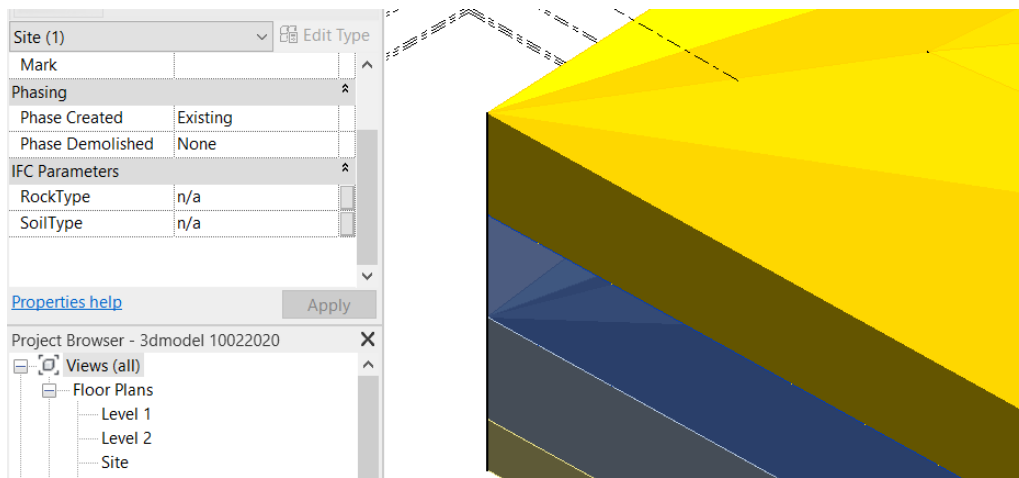 Site (1)
Edit Type
Mark
Phasing
Phase Created Existing
Phase Demolished None
IFC Parameters
RockType n/a
SoilType n/a
Properties help
Apply
Project Browser - 3dmodel 10022020
Views (all)
Floor Plans
Level 1
Level 2
Site